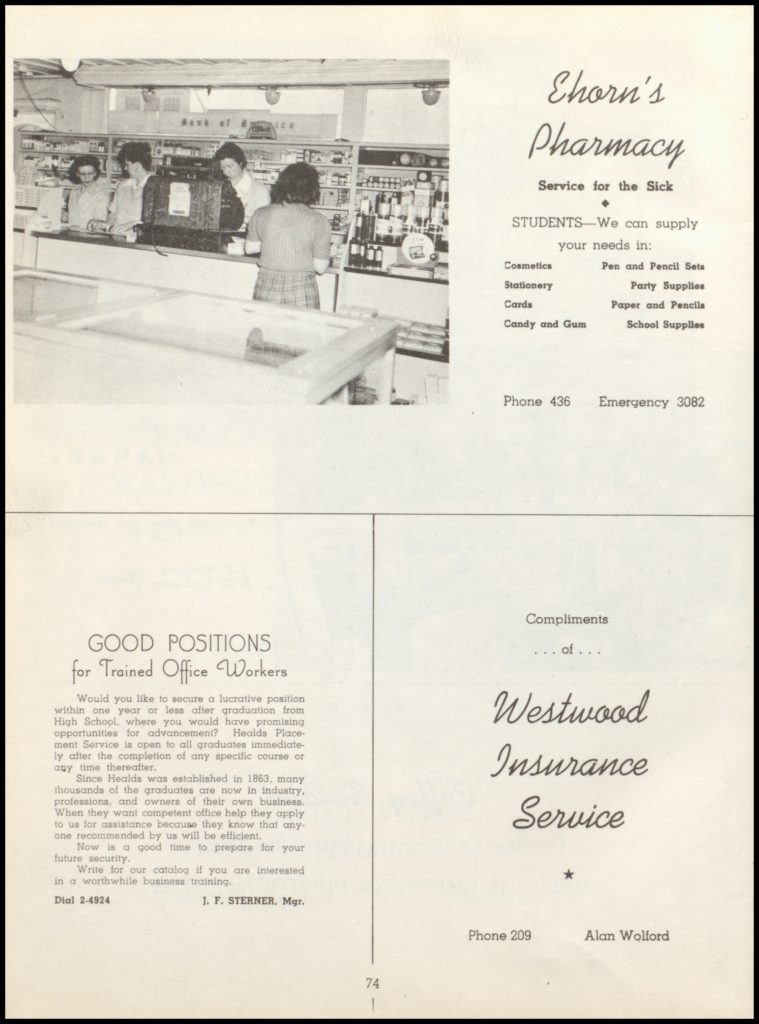 Bank of America
Ehorn's
Pharmacy
Service for the Sick
STUDENTS—We can supply
your needs in:
Cosmetics Pen and Pencil Sets
Stationery Party Supplies
Cards Paper and Pencils
Candy and Gum School Supplies
Phone 436 Emergency 3082
GOOD POSITIONS
for Trained Office Workers
Would you like to secure a lucrative position
within one year or less after graduation from
High School, where you would have promising
opportunities for advancement? Healds Place-
ment Service is open to all graduates immediate-
ly after the completion of any specific course or
any time thereafter.
Since Healds was established in 1863, many
thousands of the graduates are now in industry,
professions, and owners of their own business.
When they want competent office help they apply
to us for assistance because they know that any-
one recommended by us will be efficient.
Now is a good time to prepare for your
future security.
Write for our catalog if you are interested
in a worthwhile business training.
Dial 2-4924 J. F. STERNER, Mgr.
Compliments
. . . of . . .
Westwood
Insurance
Service
Phone 209 Alan Wolford
74